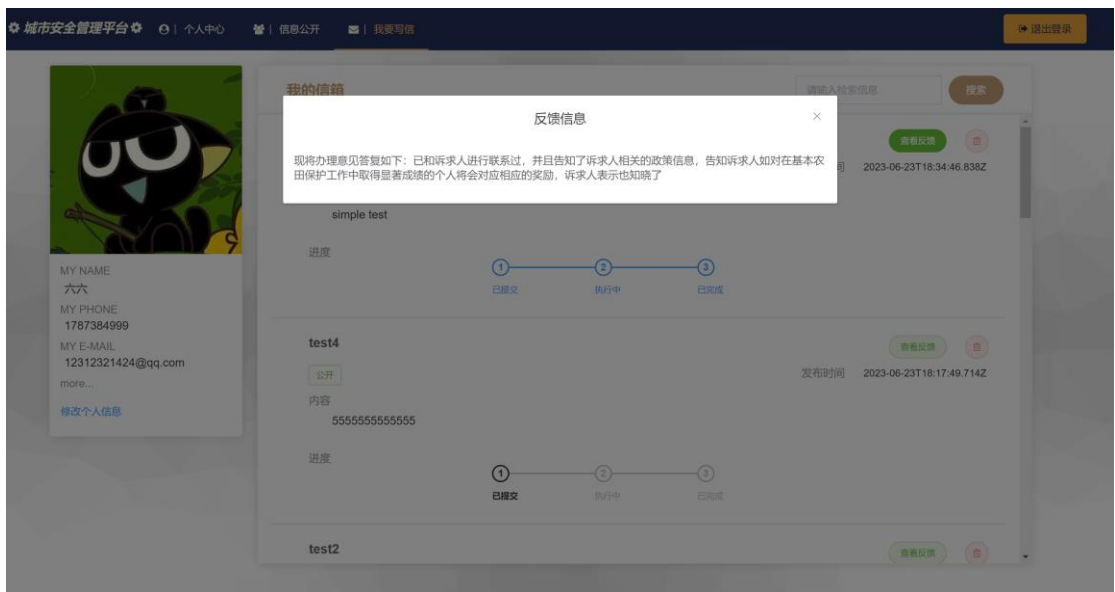 城市安全管理平台 | 个人中心 | 信息公开 | 我要写信 退出登录
我的信箱 请输入检索信息 搜索
反馈信息 ×
查看反馈
现将办理意见答复如下：已和诉求人进行联系过，并且告知了诉求人相关的政策信息，告知诉求人如对在基本农
田保护工作中取得显著成绩的个人将会对应相应的奖励，诉求人表示也知晓了
间 2023-06-23T18:34:46.838Z
simple test
进度
1 2 3
已提交 执行中 已完成
MY NAME
六六
MY PHONE
1787384999
MY E-MAIL
12312321424@qq.com
more...
修改个人信息
test4 查看反馈
公开 发布时间 2023-06-23T18:17:49.714Z
内容
5555555555555
进度
1 2 3
已提交 执行中 已完成
test2 查看反馈